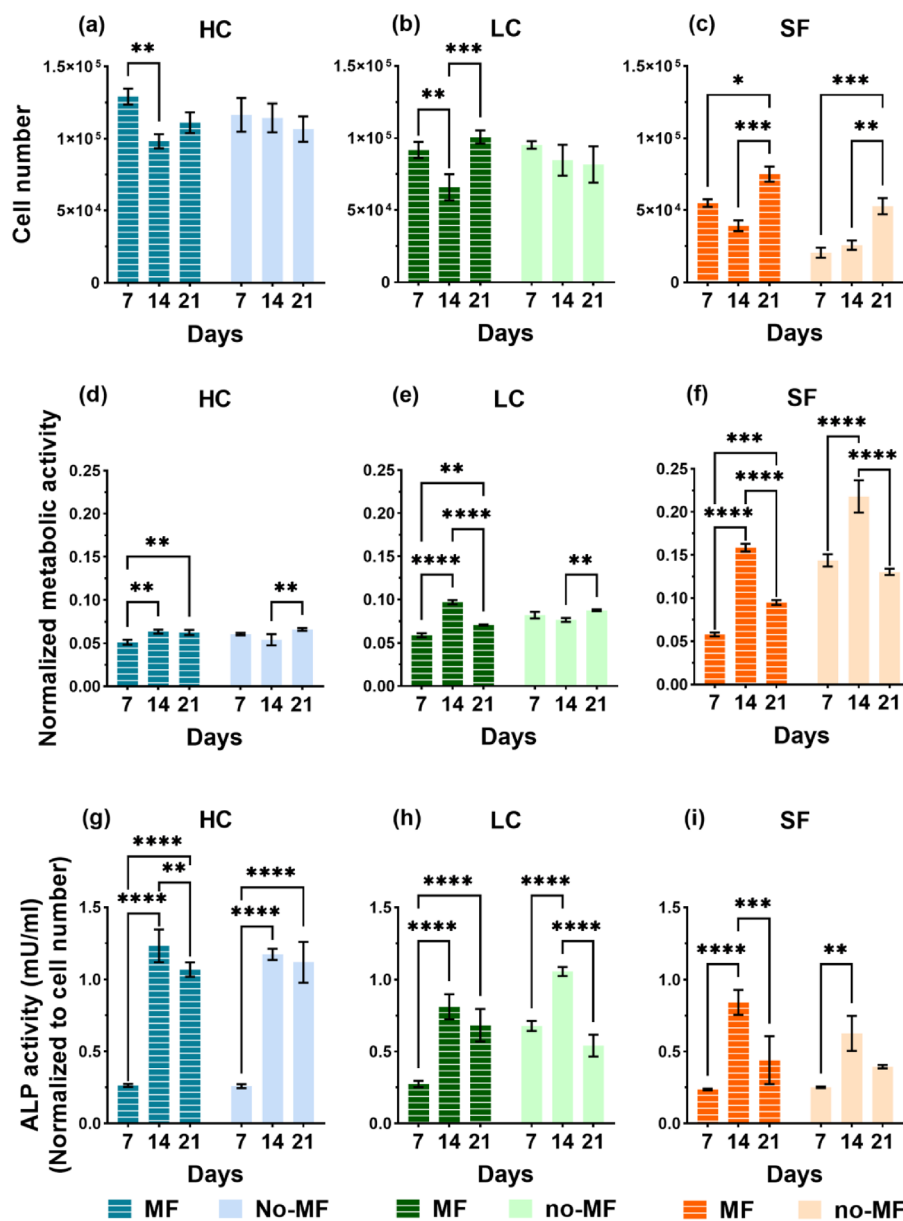 (a) HC
(b) LC
(c) SF
Cell number
1.5×10⁵
1×10⁵
5×10⁴
0
** 
7 14 21 7 14 21
Days
1.5×10⁵
1×10⁵
5×10⁴
0
** ***
7 14 21 7 14 21
Days
1.5×10⁵
1×10⁵
5×10⁴
0
* ***
*** **
7 14 21 7 14 21
Days
(d) HC
(e) LC
(f) SF
Normalized metabolic activity
0.25
0.20
0.15
0.10
0.05
0.00
**
** **
7 14 21 7 14 21
Days
0.25
0.20
0.15
0.10
0.05
0.00
**
****
**** **
7 14 21 7 14 21
Days
0.25
0.20
0.15
0.10
0.05
0.00
****
*** ****
****
****
7 14 21 7 14 21
Days
(g) HC
(h) LC
(i) SF
ALP activity (mU/ml)
(Normalized to cell number)
1.5
1.0
0.5
0.0
****
** ****
**** ****
7 14 21 7 14 21
Days
1.5
1.0
0.5
0.0
**** ****
**** ****
7 14 21 7 14 21
Days
1.5
1.0
0.5
0.0
***
**** **
7 14 21 7 14 21
Days
MF No-MF MF no-MF MF no-MF